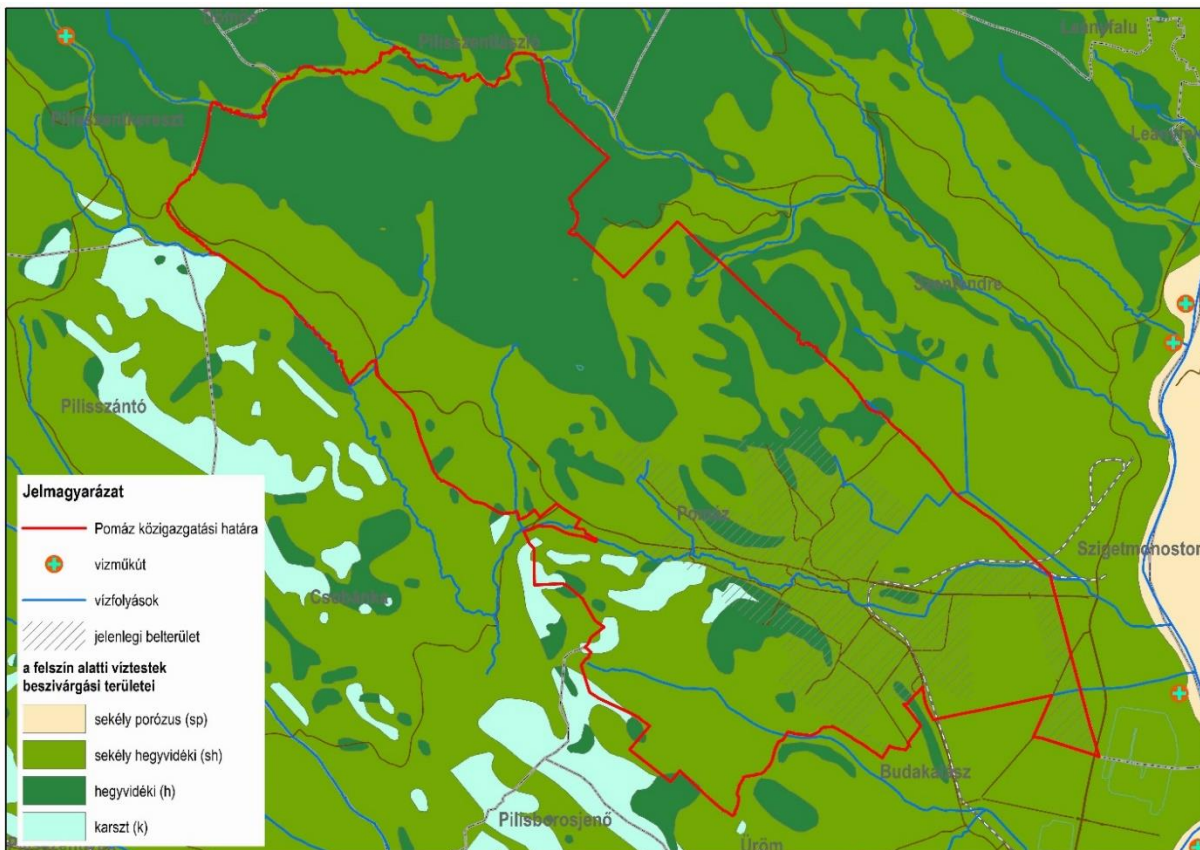 Pilisszentlászló
Leányfalu
Pilisszentkereszt
Szentendre
Pilisszántó
Pomáz
Szigetmonostor
Csobánka
Budakalász
Pilisborosjenő
Üröm
Jelmagyarázat
Pomáz közigazgatási határa
vízműkút
vízfolyások
jelenlegi belterület
a felszín alatti víztestek
beszivárgási területei
sekély porózus (sp)
sekély hegyvidéki (sh)
hegyvidéki (h)
karszt (k)